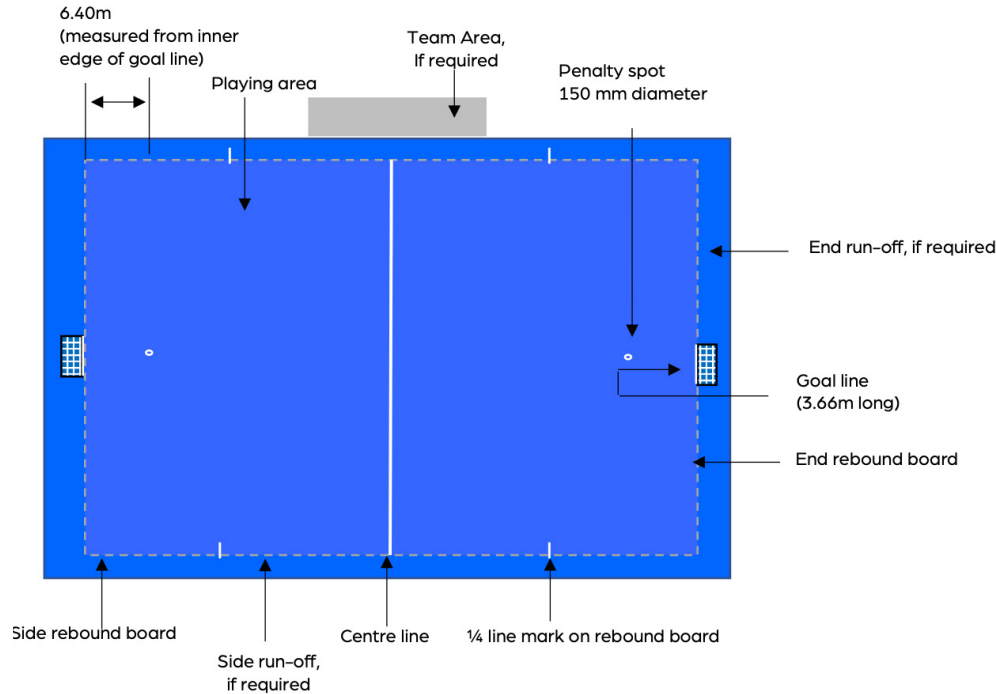 6.40m
(measured from inner
edge of goal line)
Playing area
Team Area,
If required
Penalty spot
150 mm diameter
End run-off, if required
Goal line
(3.66m long)
End rebound board
Side rebound board
Side run-off,
if required
Centre line
¼ line mark on rebound board